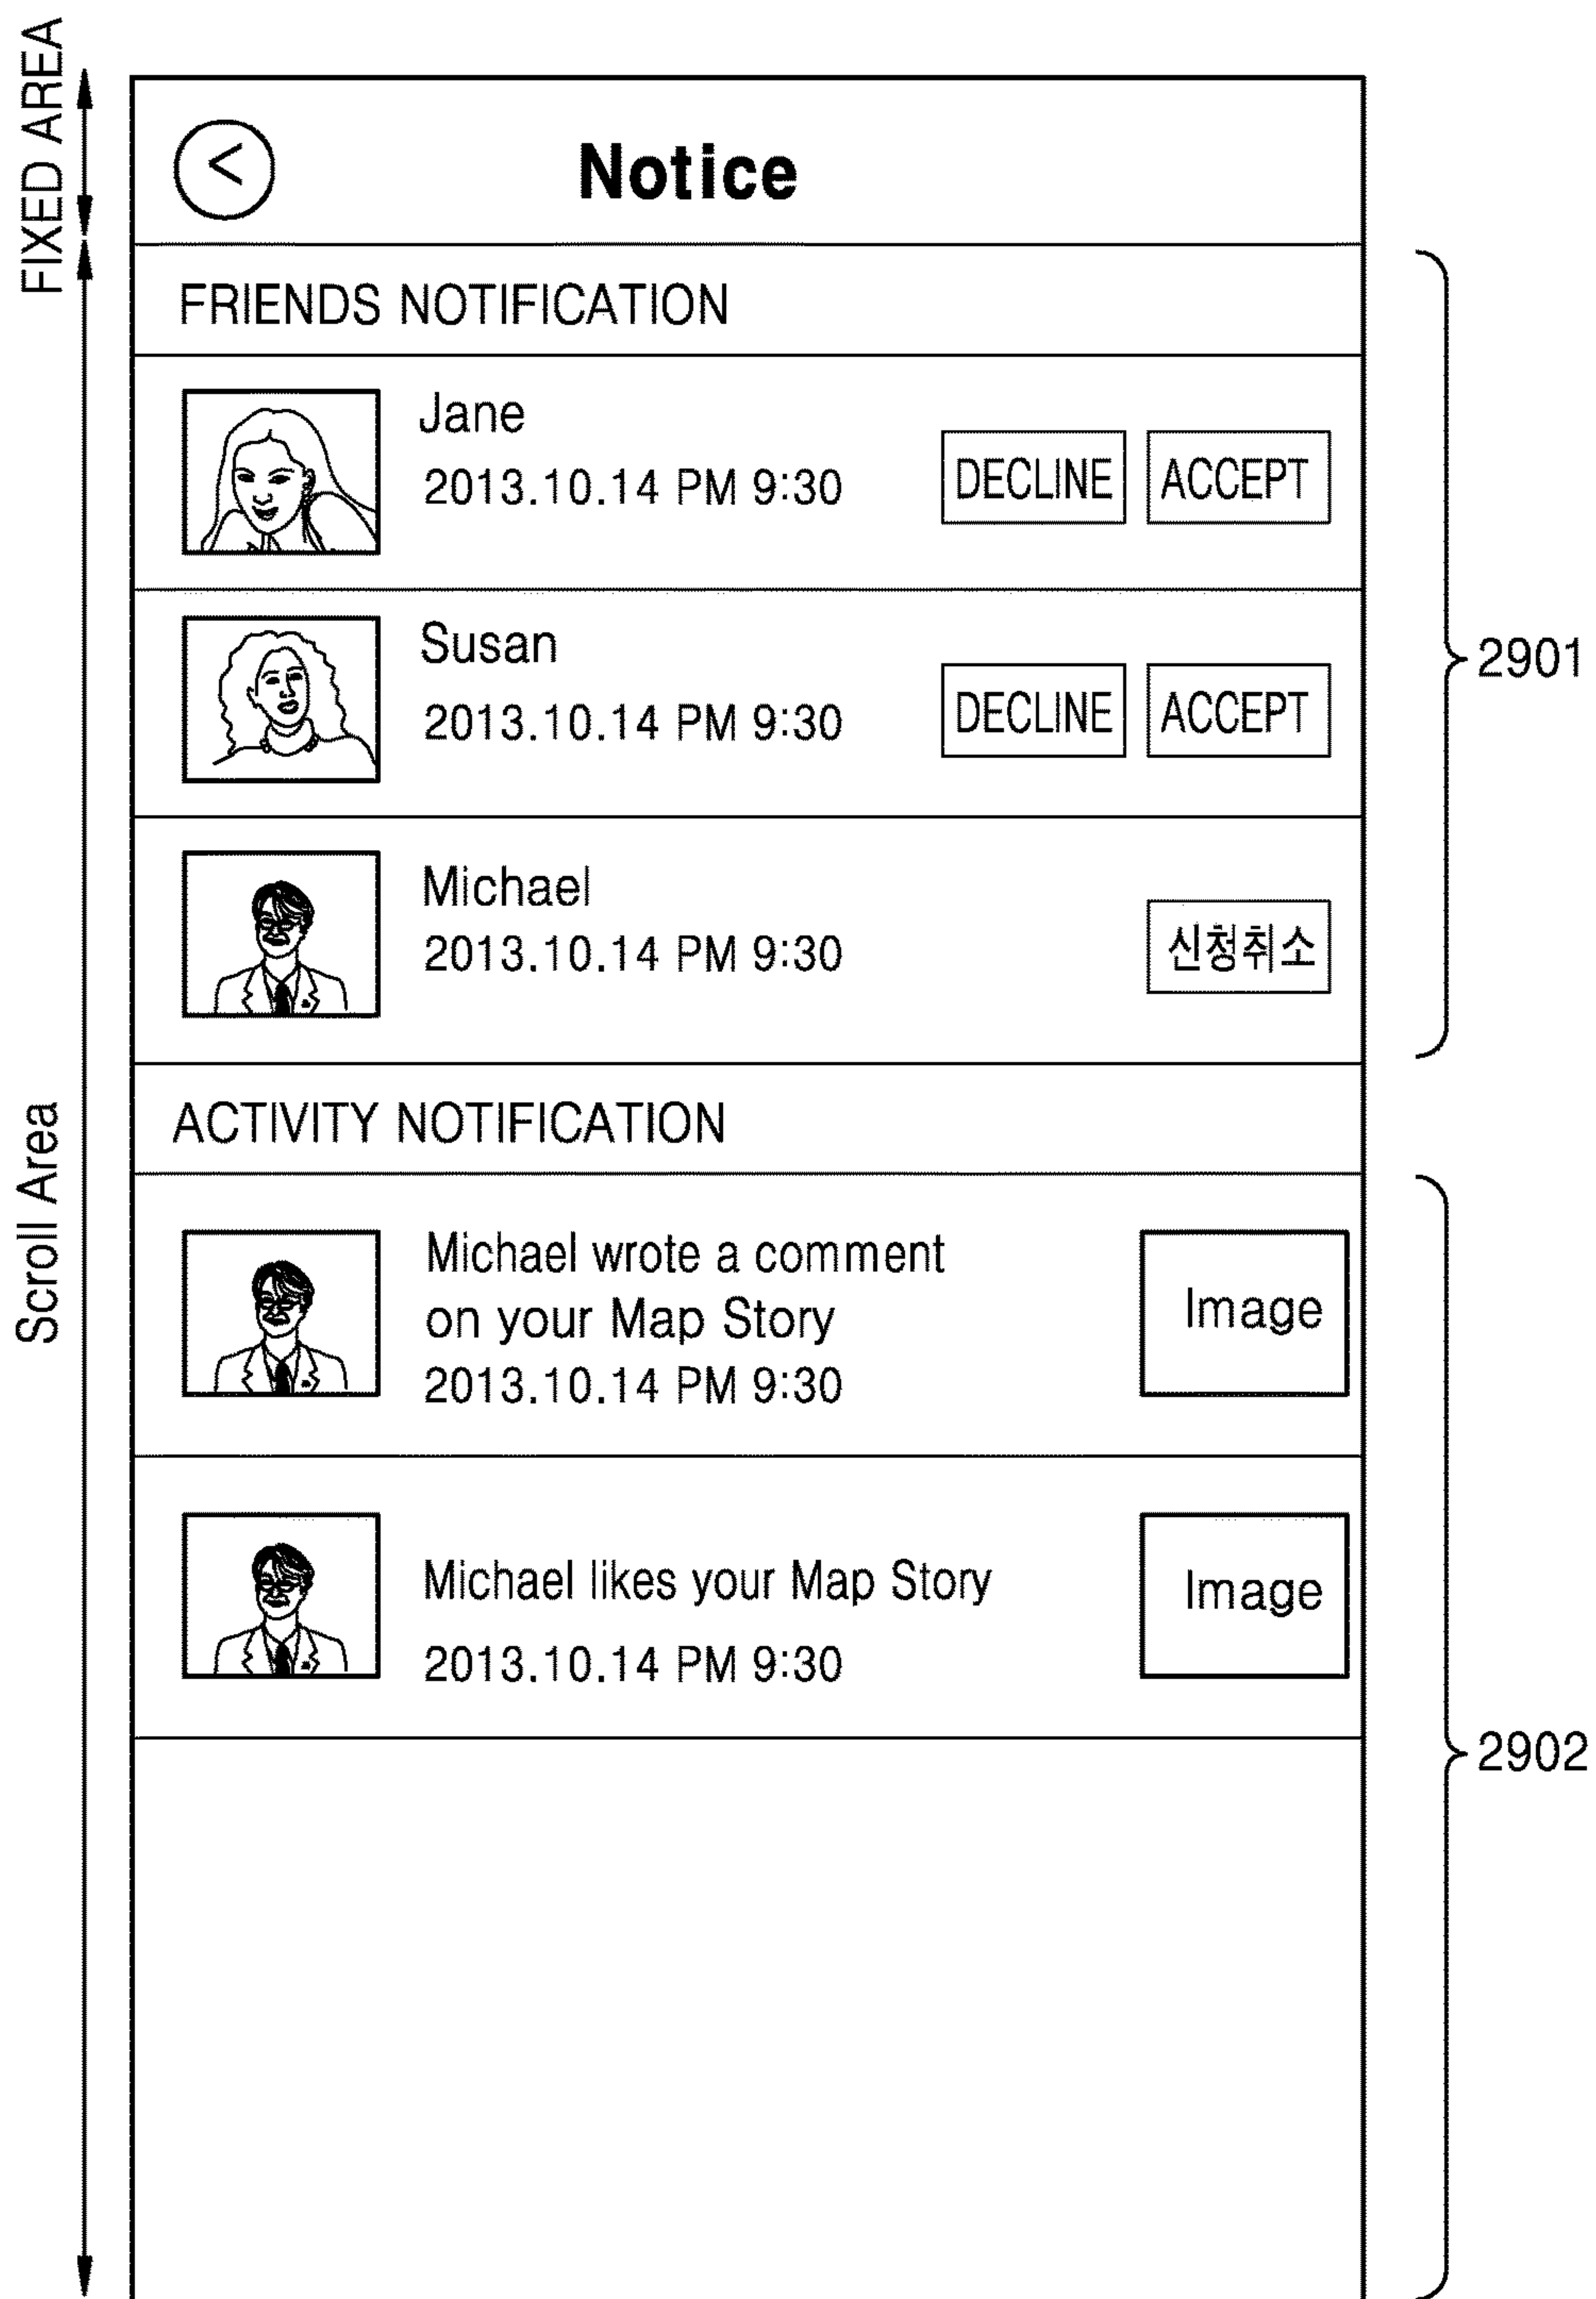 FIXED AREA
<
Notice
FRIENDS NOTIFICATION
Jane
2013.10.14 PM 9:30
DECLINE
ACCEPT
Susan
2013.10.14 PM 9:30
DECLINE
ACCEPT
2901
Michael
2013.10.14 PM 9:30
신청취소
Scroll Area
ACTIVITY NOTIFICATION
Michael wrote a comment
on your Map Story
2013.10.14 PM 9:30
Image
Michael likes your Map Story
2013.10.14 PM 9:30
Image
2902